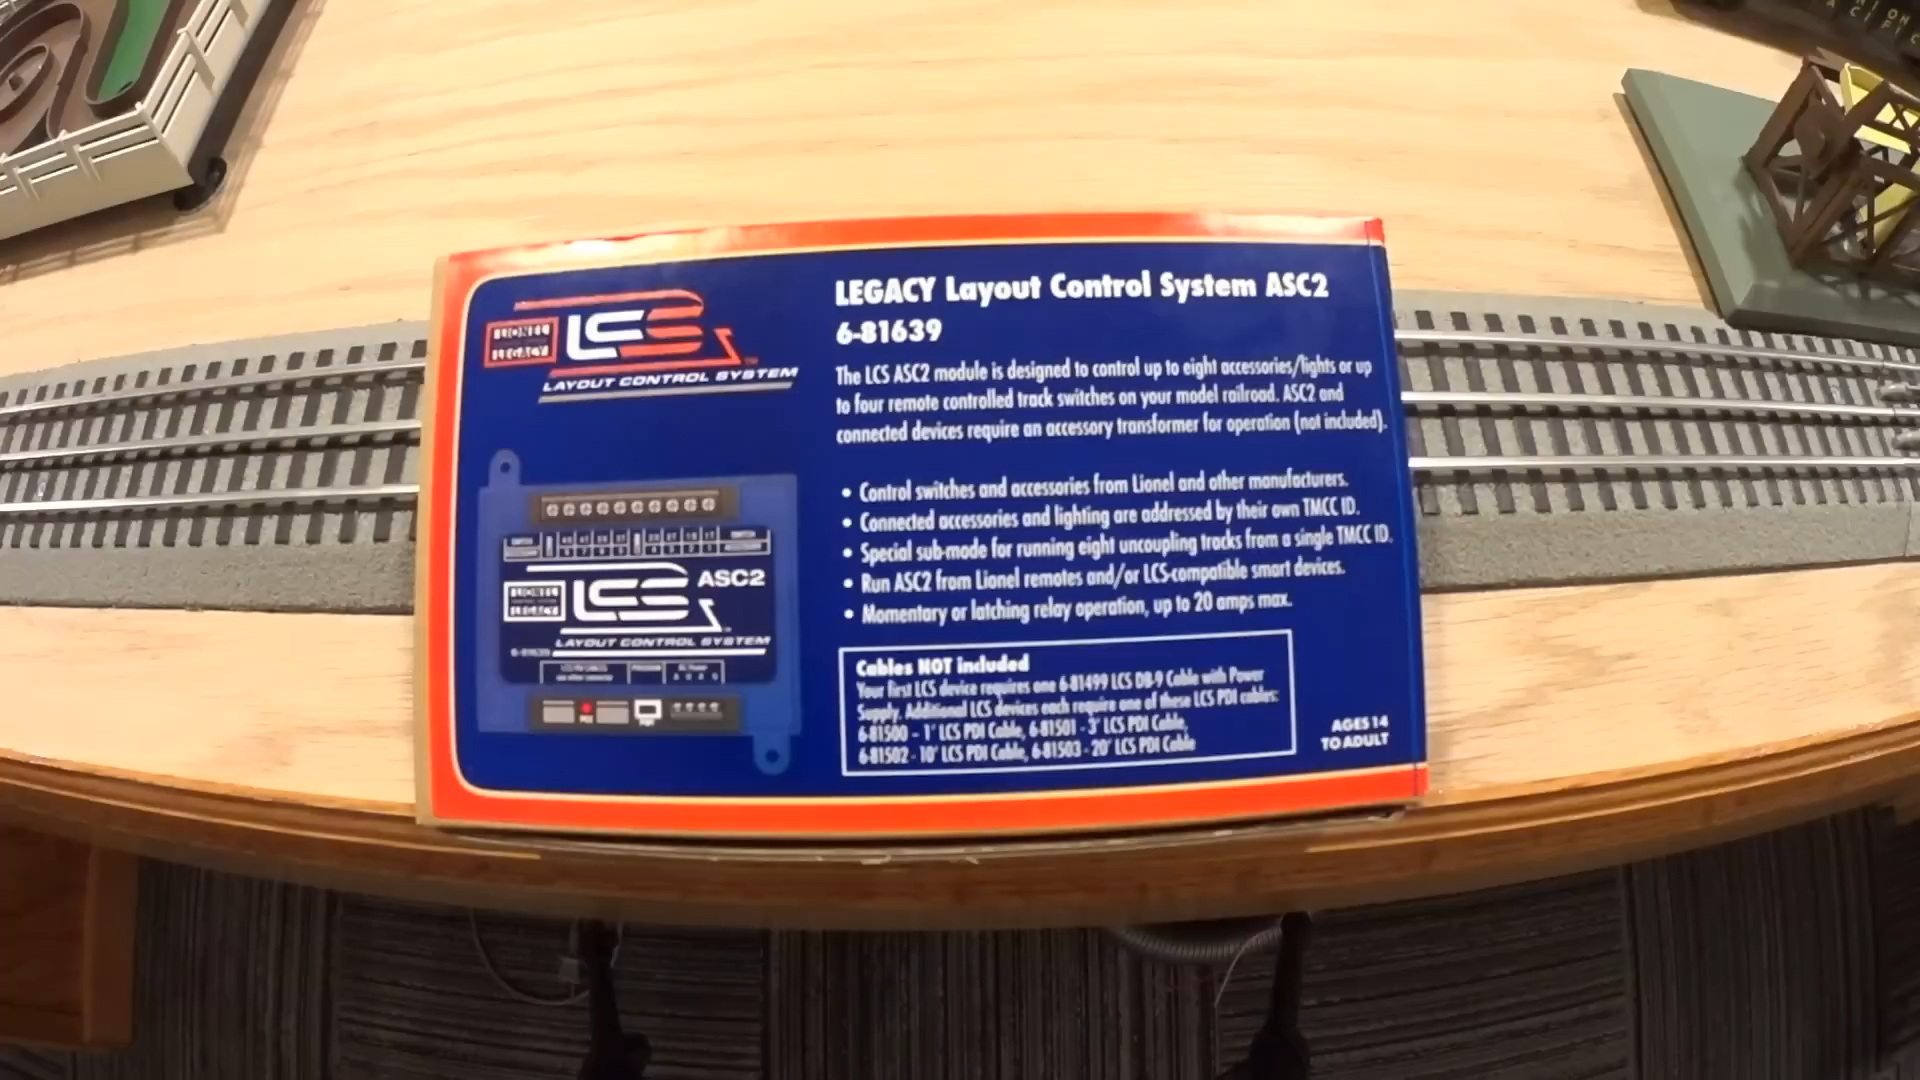 NION
ACIFIC
LIONEL
LEGACY
LCS
LAYOUT CONTROL SYSTEM
LEGACY Layout Control System ASC2
6-81639
The LCS ASC2 module is designed to control up to eight accessories/lights or up
to four remote controlled track switches on your model railroad. ASC2 and
connected devices require an accessory transformer for operation (not included).
• Control switches and accessories from Lionel and other manufacturers.
• Connected accessories and lighting are addressed by their own TMCC ID.
• Special sub-mode for running eight uncoupling tracks from a single TMCC ID.
• Run ASC2 from Lionel remotes and/or LCS-compatible smart devices.
• Momentary or latching relay operation, up to 20 amps max.
LIONEL
LEGACY
LCS
ASC2
LAYOUT CONTROL SYSTEM
6-81639
Cables NOT included
Your first LCS device requires one 6-81499 LCS DB-9 Cable with Power
Supply. Additional LCS devices each require one of these LCS PDI cables:
6-81500 - 1' LCS PDI Cable, 6-81501 - 3' LCS PDI Cable,
6-81502 - 10' LCS PDI Cable, 6-81503 - 20' LCS PDI Cable
AGES 14
TO ADULT